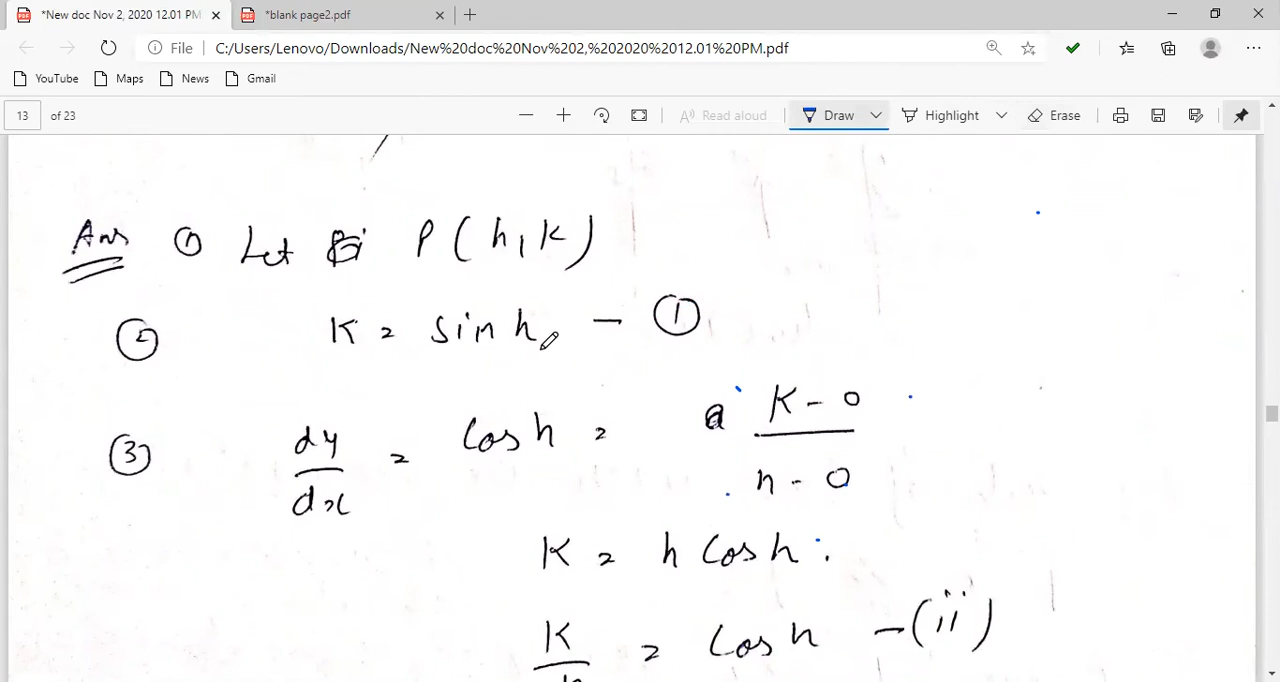 *New doc Nov 2, 2020 12.01 PM.
*blank page2.pdf
File C:/Users/Lenovo/Downloads/New%20doc%20Nov%202,%202020%2012.01%20PM.pdf
YouTube Maps News Gmail
13 of 23 Read aloud Draw Highlight Erase
Ans ① Let P(h, k)
② K = sin h - ①
③ dy/dx = cos h = K - 0 / h - 0
K = h cos h
K/h = cos h - (ii)